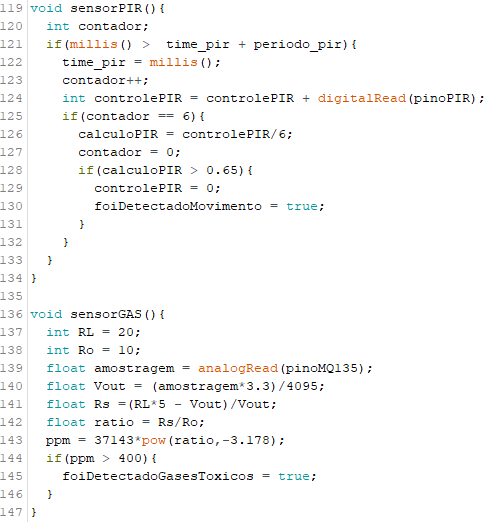 119 void sensorPIR(){
120   int contador;
121   if(millis() >  time_pir + periodo_pir){
122     time_pir = millis();
123     contador++;
124     int controlePIR = controlePIR + digitalRead(pinoPIR);
125     if(contador == 6){
126       calculoPIR = controlePIR/6;
127       contador = 0;
128       if(calculoPIR > 0.65){
129         controlePIR = 0;
130         foiDetectadoMovimento = true;
131       }
132     }
133   }
134 }
135
136 void sensorGAS(){
137   int RL = 20;
138   int Ro = 10;
139   float amostragem = analogRead(pinoMQ135);
140   float Vout = (amostragem*3.3)/4095;
141   float Rs =(RL*5 - Vout)/Vout;
142   float ratio = Rs/Ro;
143   ppm = 37143*pow(ratio,-3.178);
144   if(ppm > 400){
145     foiDetectadoGasesToxicos = true;
146   }
147 }